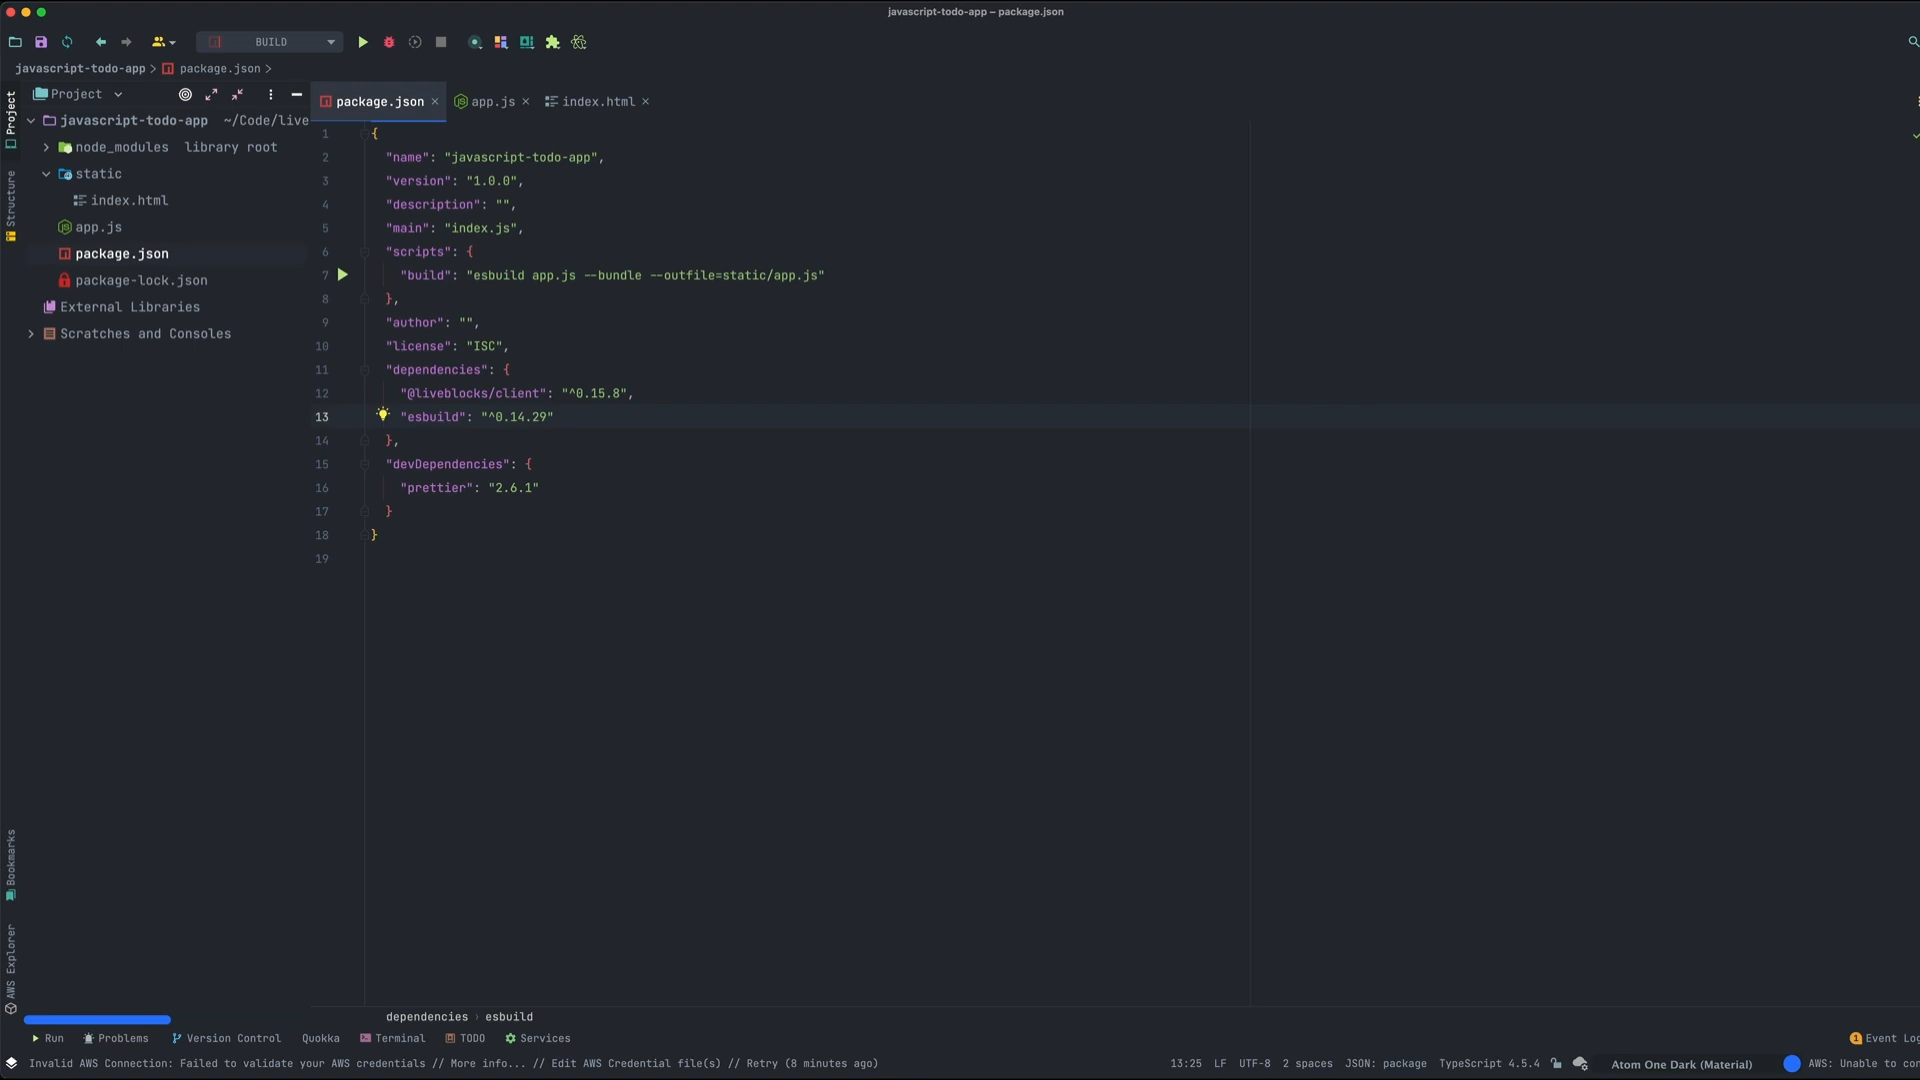 javascript-todo-app – package.json
BUILD
javascript-todo-app > package.json >
Project
javascript-todo-app ~/Code/live
node_modules library root
static
index.html
app.js
package.json
package-lock.json
External Libraries
Scratches and Consoles
Project
Structure
Bookmarks
AWS Explorer
package.json × app.js × index.html ×
1 {
2 "name": "javascript-todo-app",
3 "version": "1.0.0",
4 "description": "",
5 "main": "index.js",
6 "scripts": {
7 "build": "esbuild app.js --bundle --outfile=static/app.js"
8 },
9 "author": "",
10 "license": "ISC",
11 "dependencies": {
12 "@liveblocks/client": "^0.15.8",
13 "esbuild": "^0.14.29"
14 },
15 "devDependencies": {
16 "prettier": "2.6.1"
17 }
18 }
19
dependencies › esbuild
Run Problems Version Control Quokka Terminal TODO Services 1 Event Log
Invalid AWS Connection: Failed to validate your AWS credentials // More info... // Edit AWS Credential file(s) // Retry (8 minutes ago) 13:25 LF UTF-8 2 spaces JSON: package TypeScript 4.5.4 Atom One Dark (Material) AWS: Unable to con